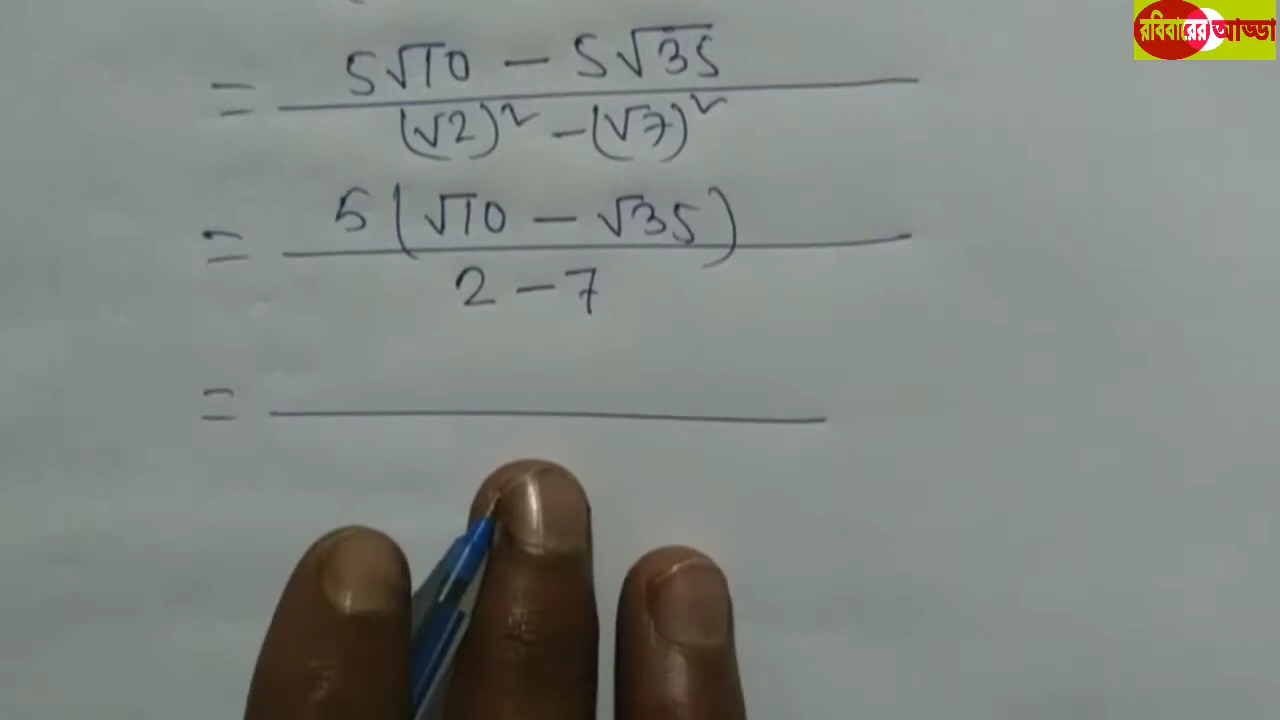 রবিবারের আড্ডা
= 5√10 - 5√35
(√2)² - (√7)²
= 5(√10 - √35)
2 - 7
=